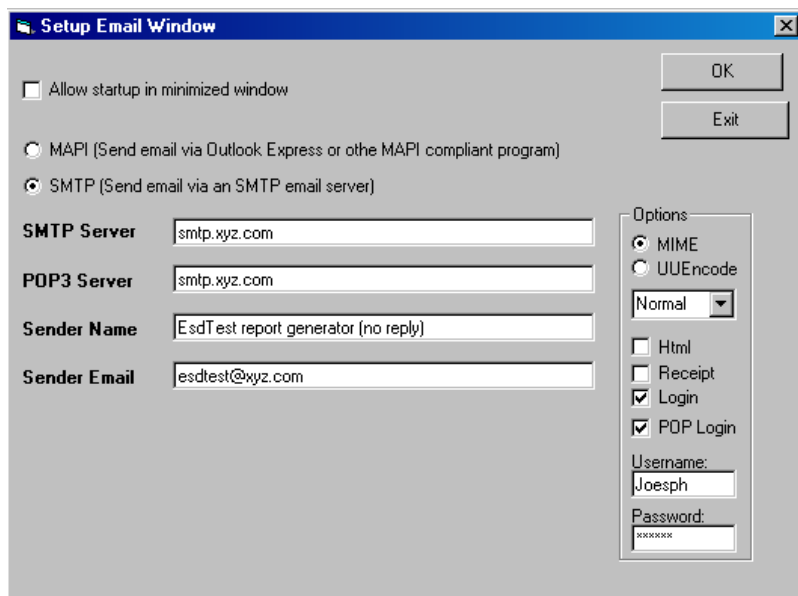 Setup Email Window
OK
Allow startup in minimized window
Exit
MAPI (Send email via Outlook Express or othe MAPI compliant program)
SMTP (Send email via an SMTP email server)
SMTP Server
smtp.xyz.com
POP3 Server
smtp.xyz.com
Sender Name
EsdTest report generator (no reply)
Sender Email
esdtest@xyz.com
Options
MIME
UUEncode
Normal
Html
Receipt
Login
POP Login
Username:
Joesph
Password:
******